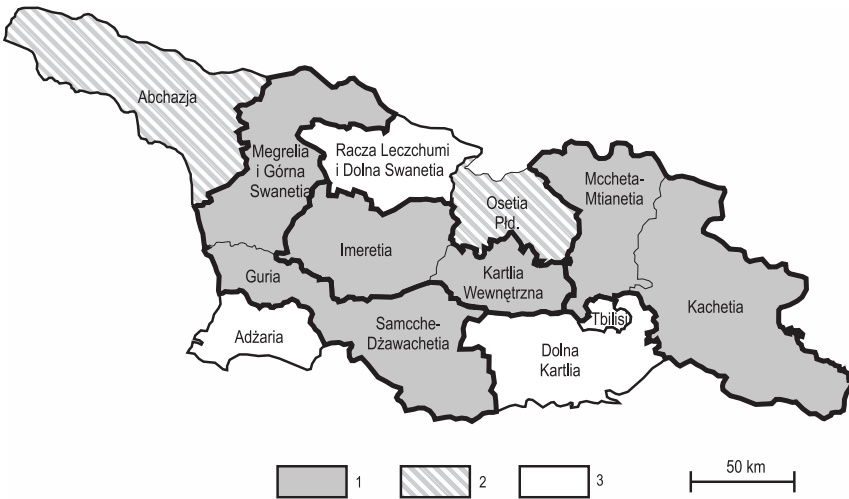 Abchazja
Megrelia
i Górna
Swanetia
Racza Leczchumi
i Dolna Swanetia
Osetia
Płd.
Mccheta-
Mtianetia
Imeretia
Guria
Kartlia
Wewnętrzna
Kachetia
Adżaria
Samcche-
Dżawachetia
Tbilisi
Dolna
Kartlia
1 2 3 50 km